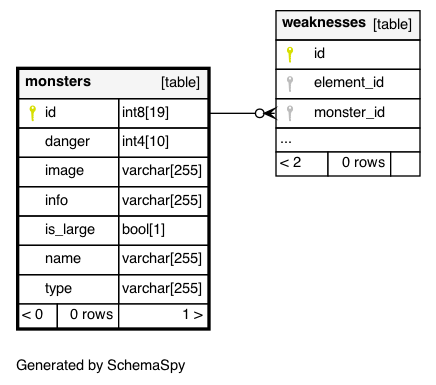 weaknesses [table]
id
element_id
monster_id
...
< 2 0 rows
monsters [table]
id int8[19]
danger int4[10]
image varchar[255]
info varchar[255]
is_large bool[1]
name varchar[255]
type varchar[255]
< 0 0 rows 1 >
Generated by SchemaSpy